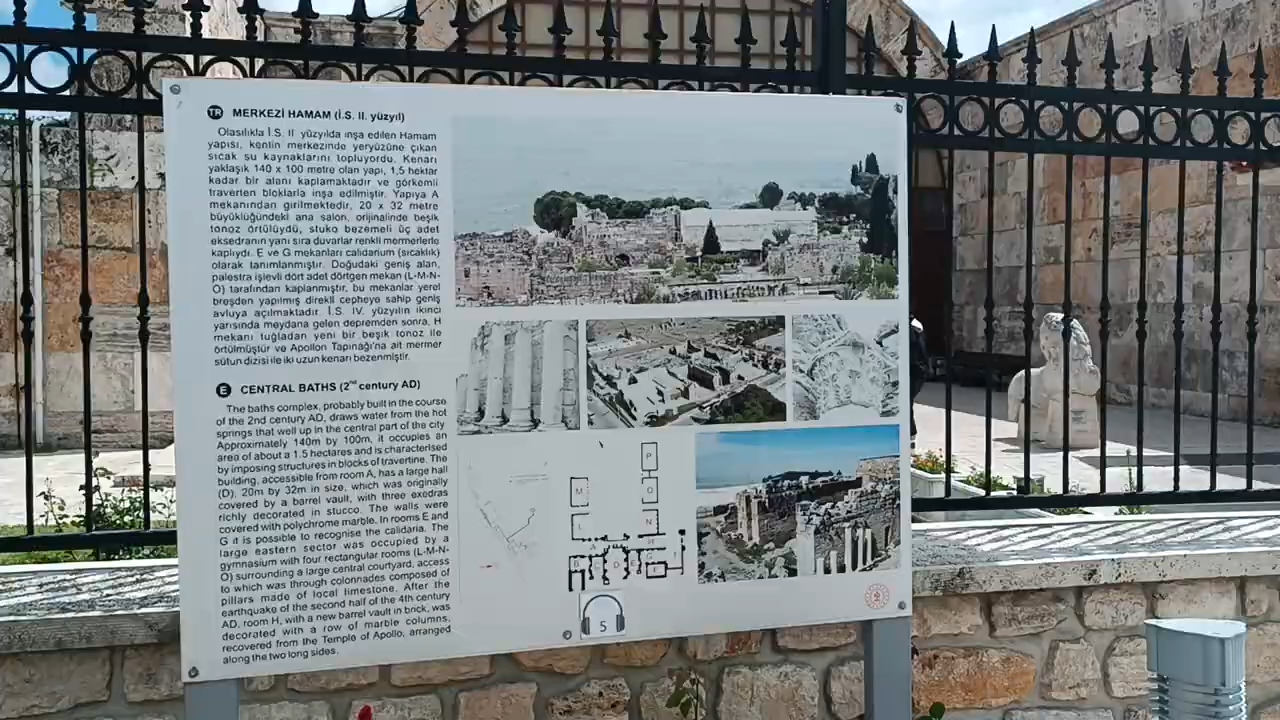 TR MERKEZİ HAMAM (İ.S. II. yüzyıl)
Olasılıkla İ.S. II yüzyılda inşa edilen Hamam
yapısı, kentin merkezinde yeryüzüne çıkan
sıcak su kaynaklarını topluyordu. Kenarı
yaklaşık 140 x 100 metre olan yapı, 1,5 hektar
kadar bir alanı kaplamaktadır ve görkemli
traverten bloklarla inşa edilmiştir. Yapıya A
mekanından girilmektedir, 20 x 32 metre
büyüklüğündeki ana salon, orijinalinde beşik
tonoz örtülüydü, stuko bezemeli üç adet
eksedranın yanı sıra duvarlar renkli mermerlerle
kaplıydı. E ve G mekanları calidarium (sıcaklık)
olarak tanımlanmıştır. Doğudaki geniş alan,
palestra işlevli dört adet dörtgen mekan (L-M-N-
O) tarafından kaplanmıştır, bu mekanlar yerel
breşden yapılmış direkli cepheye sahip geniş
avluya açılmaktadır. İ.S. IV. yüzyılın ikinci
yarısında meydana gelen depremden sonra, H
mekanı tuğladan yeni bir beşik tonoz ile
örtülmüştür ve Apollon Tapınağı'na ait mermer
sütun dizisi ile iki uzun kenarı bezenmiştir.
E CENTRAL BATHS (2nd century AD)
The baths complex, probably built in the course
of the 2nd century AD, draws water from the hot
springs that well up in the central part of the city
Approximately 140m by 100m, it occupies an
area of about a 1.5 hectares and is characterised
by imposing structures in blocks of travertine. The
building, accessible from room A, has a large hall
(D), 20m by 32m in size, which was originally
covered by a barrel vault, with three exedras
richly decorated in stucco. The walls were
covered with polychrome marble. In rooms E and
G it is possible to recognise the calidaria. The
large eastern sector was occupied by a
gymnasium with four rectangular rooms (L-M-N-
O) surrounding a large central courtyard, access
to which was through colonnades composed of
pillars made of local limestone. After the
earthquake of the second half of the 4th century
AD, room H, with a new barrel vault in brick, was
decorated with a row of marble columns,
recovered from the Temple of Apollo, arranged
along the two long sides.
P
M
O
L
N
5